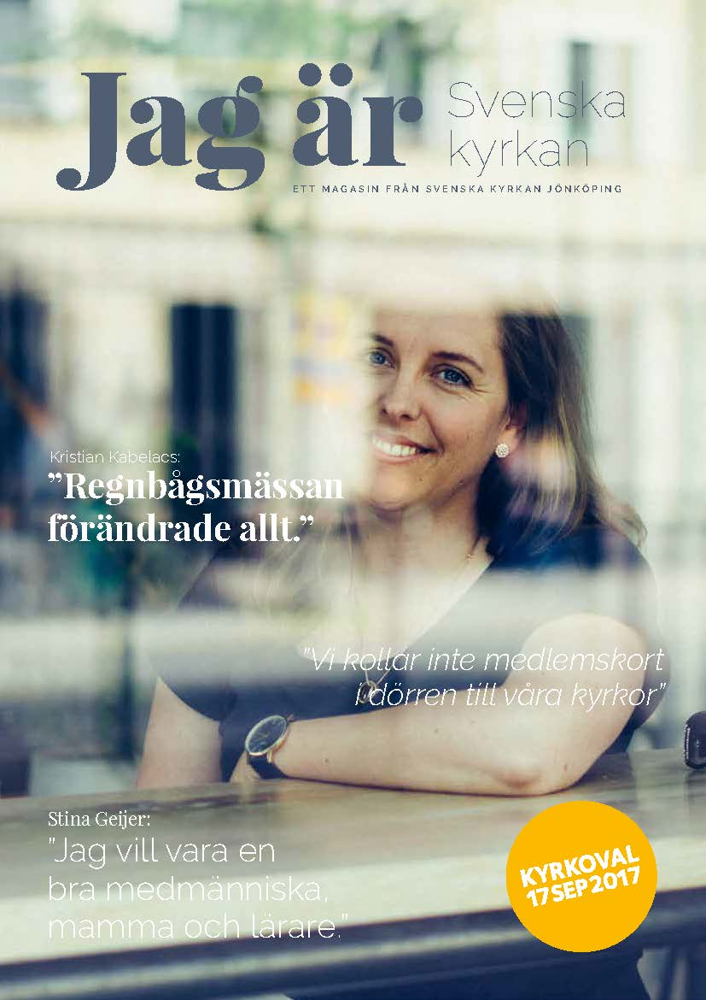 Jag är Svenska
kyrkan
ETT MAGASIN FRÅN SVENSKA KYRKAN JÖNKÖPING
Kristian Kabelacs:
”Regnbågsmässan
förändrade allt.”
”Vi kollar inte medlemskort
i dörren till våra kyrkor”
Stina Geijer:
”Jag vill vara en
bra medmänniska,
mamma och lärare.”
KYRKOVAL
17 SEP 2017